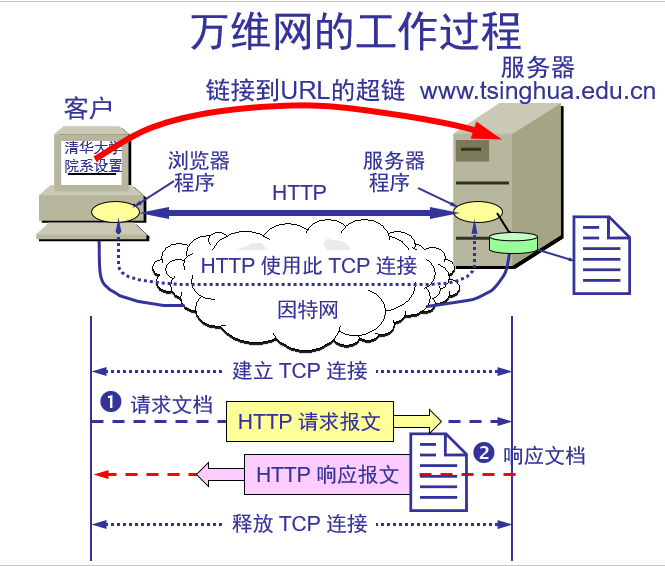 万维网的工作过程
服务器
www.tsinghua.edu.cn
链接到URL的超链
客户
清华大学
院系设置
浏览器
程序
服务器
程序
HTTP
HTTP 使用此 TCP 连接
因特网
建立 TCP 连接
❶ 请求文档
HTTP 请求报文
HTTP 响应报文
❷ 响应文档
释放 TCP 连接